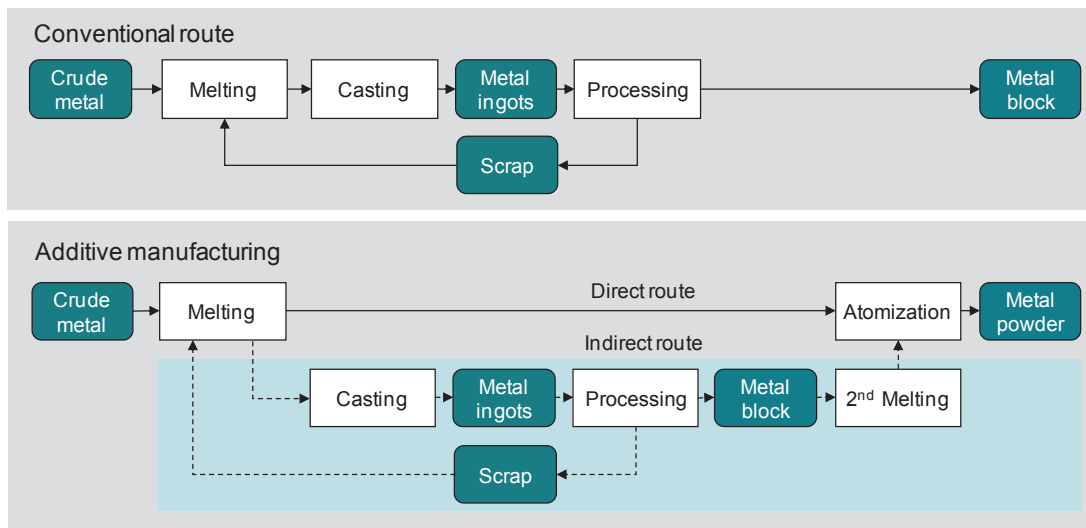 Conventional route
Crude
metal
Melting
Casting
Metal
ingots
Processing
Metal
block
Scrap
Additive manufacturing
Crude
metal
Melting
Direct route
Atomization
Metal
powder
Indirect route
Casting
Metal
ingots
Processing
Metal
block
2nd Melting
Scrap